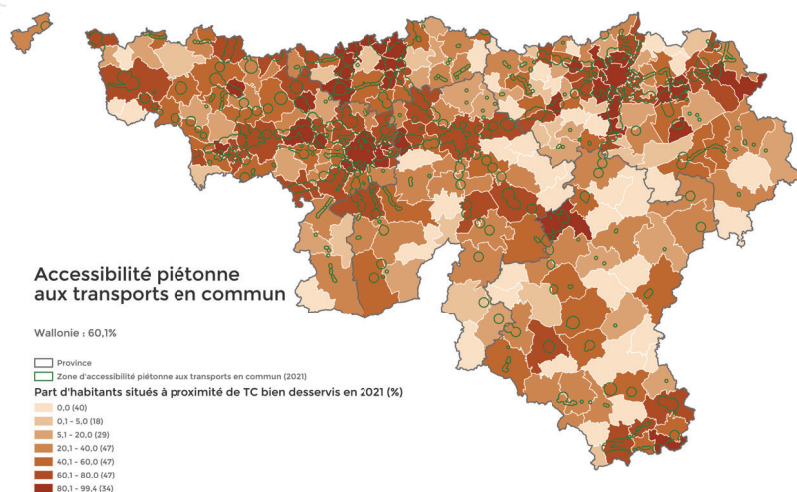 Accessibilité piétonne
aux transports en commun
Wallonie : 60,1%
Province
Zone d'accessibilité piétonne aux transports en commun (2021)
Part d'habitants situés à proximité de TC bien desservis en 2021 (%)
0,0 (40)
0,1 - 5,0 (18)
5,1 - 20,0 (29)
20,1 - 40,0 (47)
40,1 - 60,0 (47)
60,1 - 80,0 (47)
80,1 - 99,4 (34)